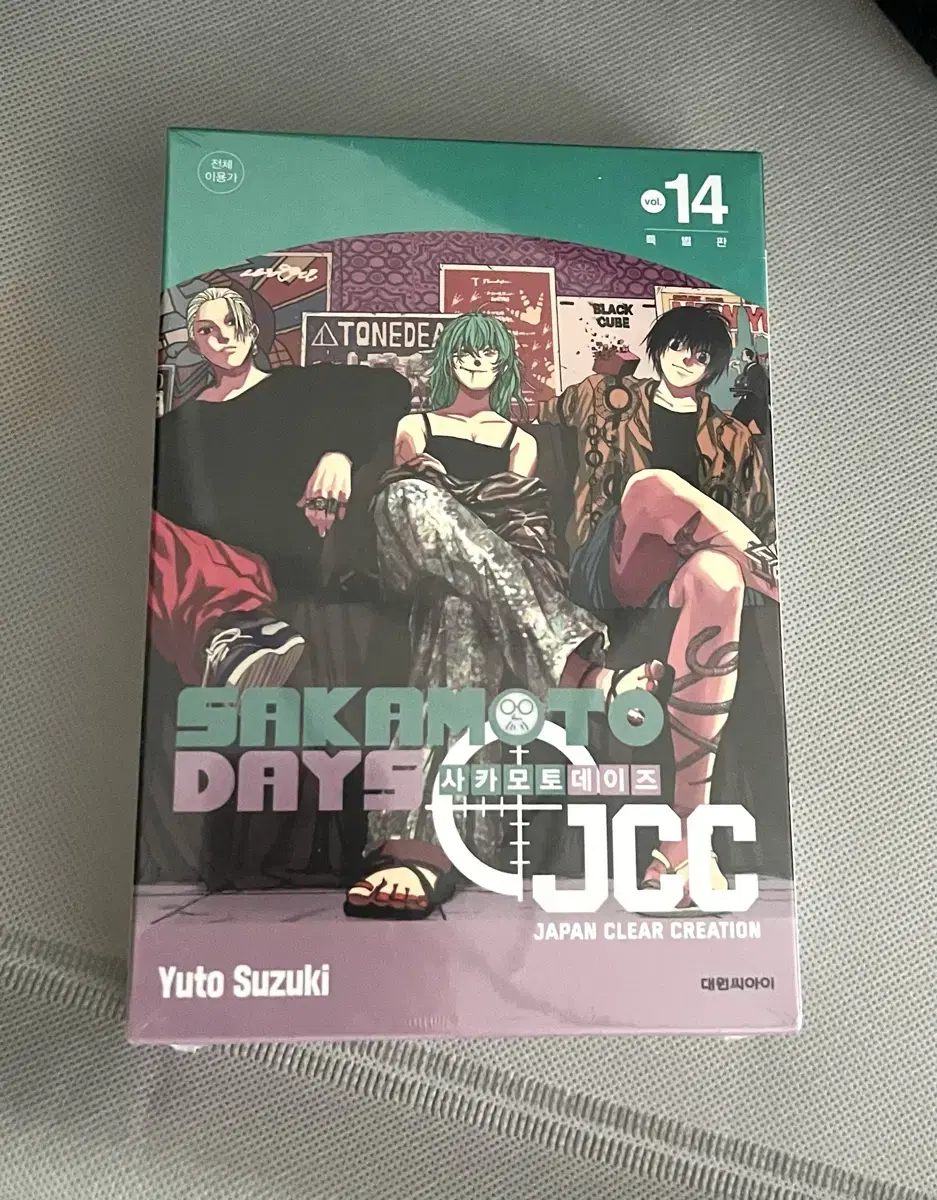 전체
이용가
vol. 14
특별판
TONEDEA
BLACK
CUBE
SAKAMOTO
DAYS
사카모토데이즈
JCC
JAPAN CLEAR CREATION
Yuto Suzuki
대원씨아이